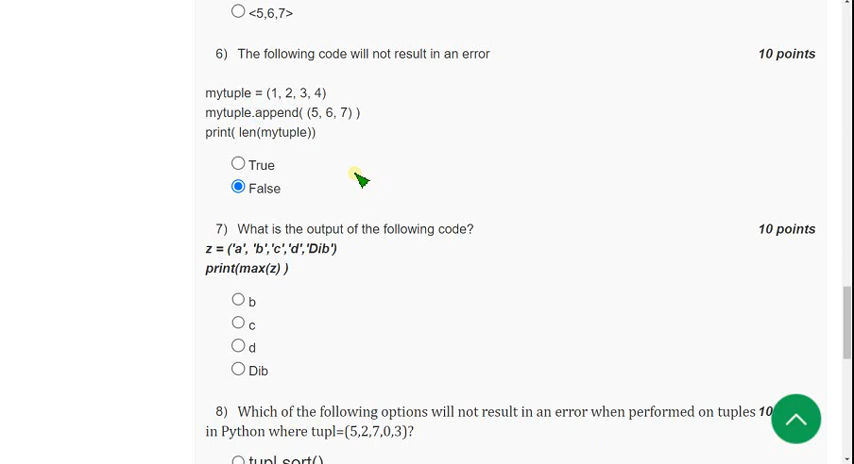 <5,6,7>
6) The following code will not result in an error 10 points
mytuple = (1, 2, 3, 4)
mytuple.append( (5, 6, 7) )
print( len(mytuple))
True
False
7) What is the output of the following code? 10 points
z = ('a', 'b','c','d','Dib')
print(max(z) )
b
c
d
Dib
8) Which of the following options will not result in an error when performed on tuples 10
in Python where tupl=(5,2,7,0,3)?
tupl.sort()